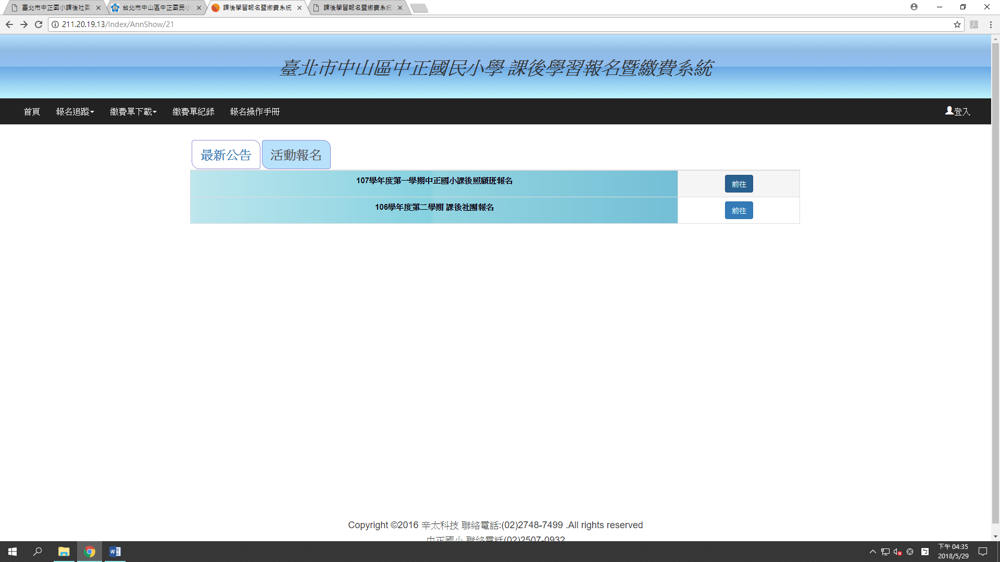 臺北市中正國小課後社團
台北市中山區中正國民小
課後學習報名暨繳費系統
課後學習報名暨繳費系統
211.20.19.13/Index/AnnShow/21
臺北市中山區中正國民小學 課後學習報名暨繳費系統
首頁 報名追蹤 繳費單下載 繳費單紀錄 報名操作手冊 登入
最新公告 活動報名
107學年度第一學期中正國小課後照顧班報名 前往
106學年度第二學期 課後社團報名 前往
Copyright ©2016 辛太科技 聯絡電話:(02)2748-7499 .All rights reserved
中正國小 聯絡電話(02)2507-0932
下午 04:35
2018/5/29